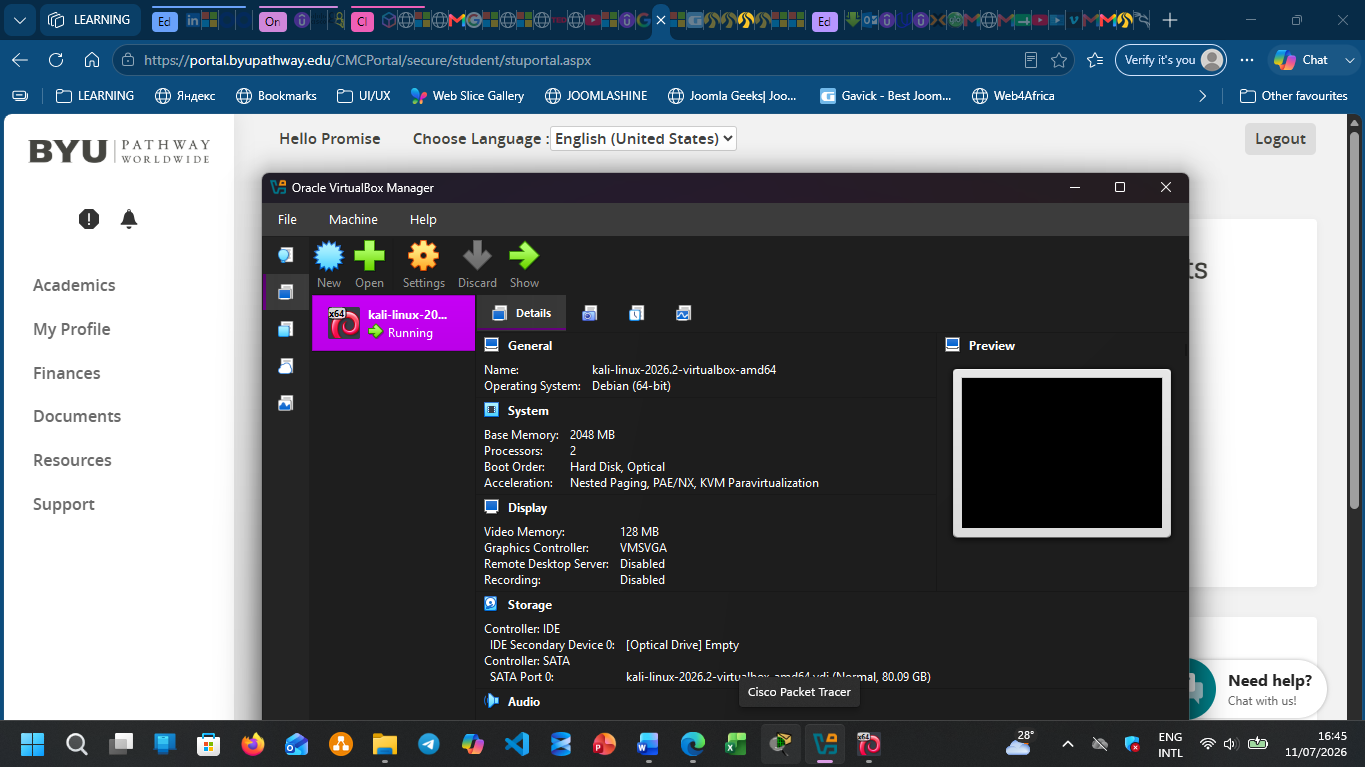 LEARNING
Ed
On
Cl
Ed
https://portal.byupathway.edu/CMCPortal/secure/student/stuportal.aspx
Verify it's you
Chat
LEARNING
Яндекс
Bookmarks
UI/UX
Web Slice Gallery
JOOMLASHINE
Joomla Geeks| Joo...
Gavick - Best Joom...
Web4Africa
Other favourites
BYU PATHWAY WORLDWIDE
Hello Promise
Choose Language : English (United States)
Logout
Academics
My Profile
Finances
Documents
Resources
Support
ts
Oracle VirtualBox Manager
File Machine Help
New Open Settings Discard Show
x64
kali-linux-20...
Running
Details
General
Name: kali-linux-2026.2-virtualbox-amd64
Operating System: Debian (64-bit)
System
Base Memory: 2048 MB
Processors: 2
Boot Order: Hard Disk, Optical
Acceleration: Nested Paging, PAE/NX, KVM Paravirtualization
Display
Video Memory: 128 MB
Graphics Controller: VMSVGA
Remote Desktop Server: Disabled
Recording: Disabled
Storage
Controller: IDE
IDE Secondary Device 0: [Optical Drive] Empty
Controller: SATA
SATA Port 0: kali-linux-2026.2-virtualbox-amd64.vdi (Normal, 80.09 GB)
Audio
Preview
Cisco Packet Tracer
Need help?
Chat with us!
28°
ENG
INTL
16:45
11/07/2026